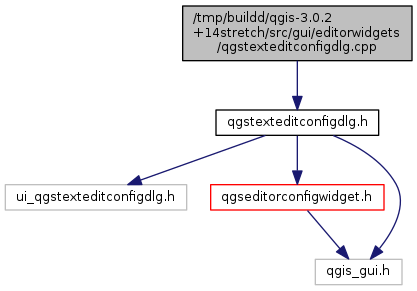 /tmp/buildd/qgis-3.0.2
+14stretch/src/gui/editorwidgets
/qgstexteditconfigdlg.cpp
qgstexteditconfigdlg.h
ui_qgstexteditconfigdlg.h
qgseditorconfigwidget.h
qgis_gui.h